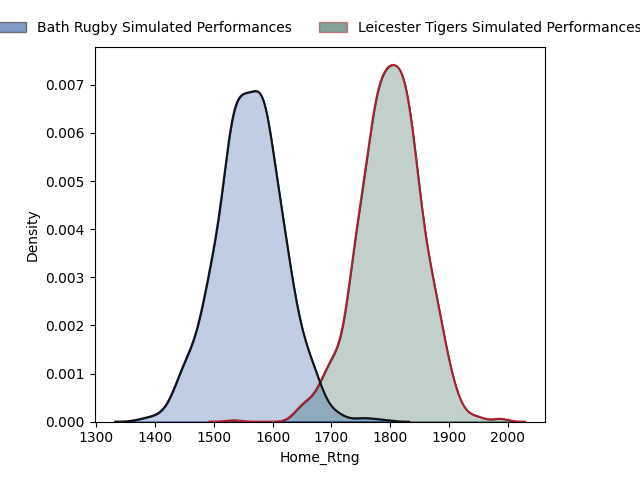 Bath Rugby Simulated Performances Leicester Tigers Simulated Performances
0.007
0.006
0.005
0.004
0.003
0.002
0.001
0.000
Density
1300 1400 1500 1600 1700 1800 1900 2000
Home_Rtng